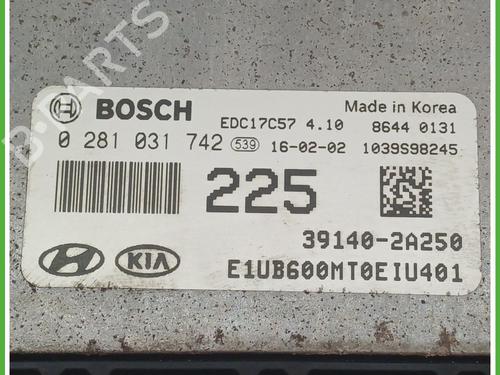 B-PARTS
BOSCH
EDC17C57 4.10
Made in Korea
8644 0131
0 281 031 742 539 16-02-02 1039S98245
225
39140-2A250
KIA
E1UB600MT0EIU401